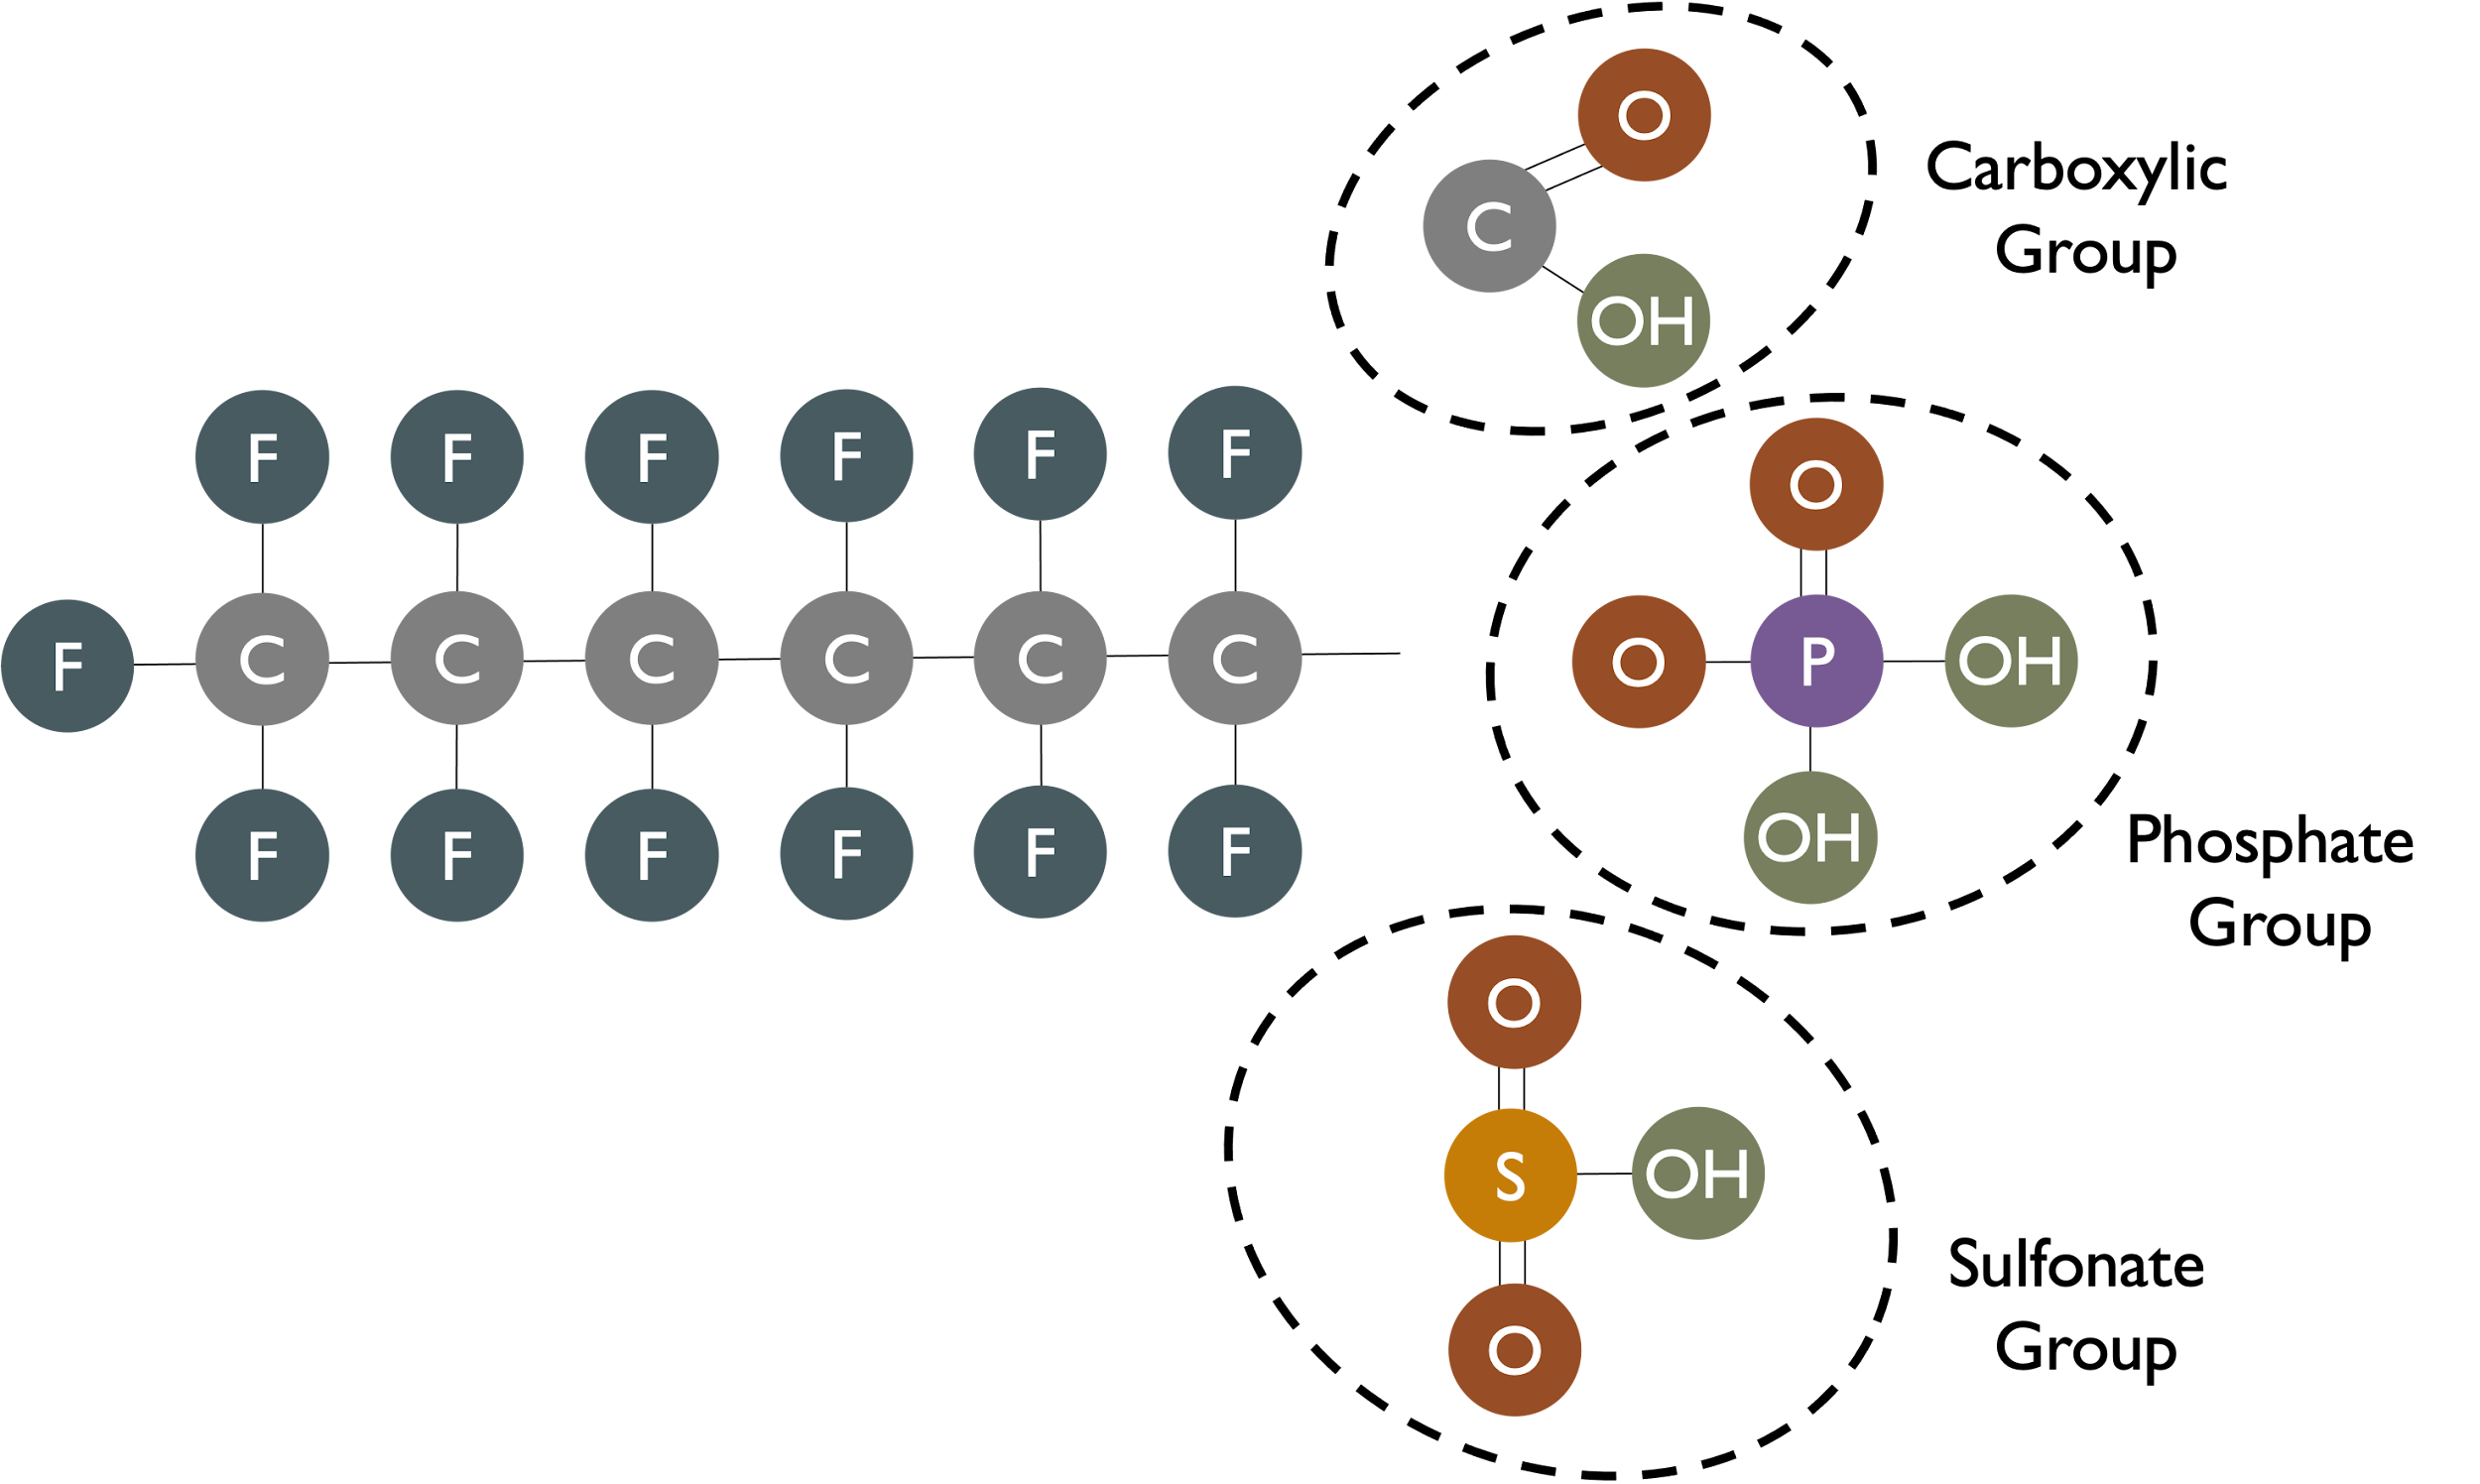 O
C
Carboxylic
Group
OH
F F F F F F
O
F C C C C C C
O P OH
F F F F F F
OH
Phosphate
Group
O
S OH
Sulfonate
Group
O